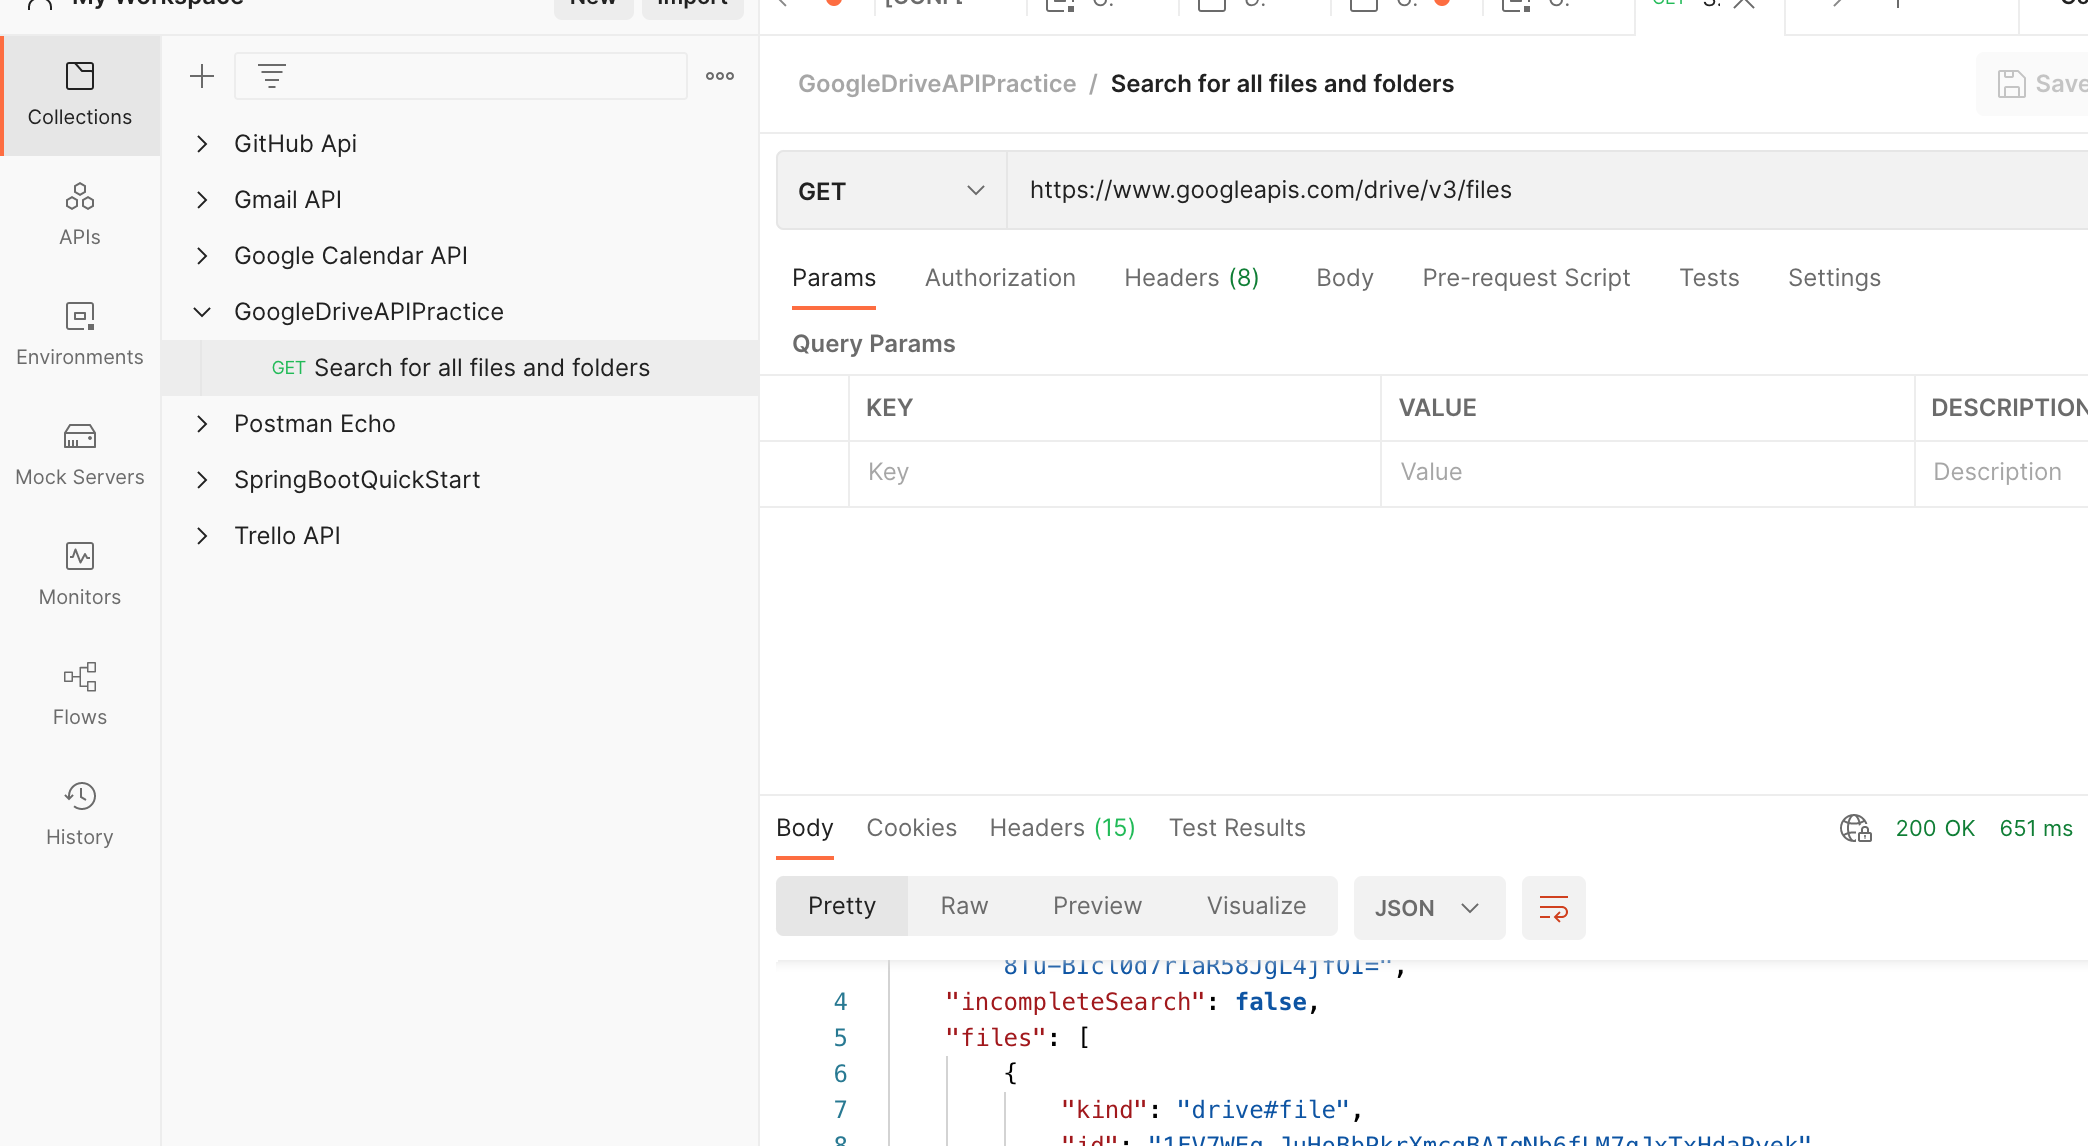 My Workspace
New
Import
GET
Collections
APIs
Environments
Mock Servers
Monitors
Flows
History
GitHub Api
Gmail API
Google Calendar API
GoogleDriveAPIPractice
GET Search for all files and folders
Postman Echo
SpringBootQuickStart
Trello API
GoogleDriveAPIPractice / Search for all files and folders
Save
GET
https://www.googleapis.com/drive/v3/files
Params Authorization Headers (8) Body Pre-request Script Tests Settings
Query Params
KEY VALUE DESCRIPTION
Key Value Description
Body Cookies Headers (15) Test Results
200 OK 651 ms
Pretty Raw Preview Visualize JSON
4 "incompleteSearch": false,
5 "files": [
6 {
7 "kind": "drive#file",
8 "id":